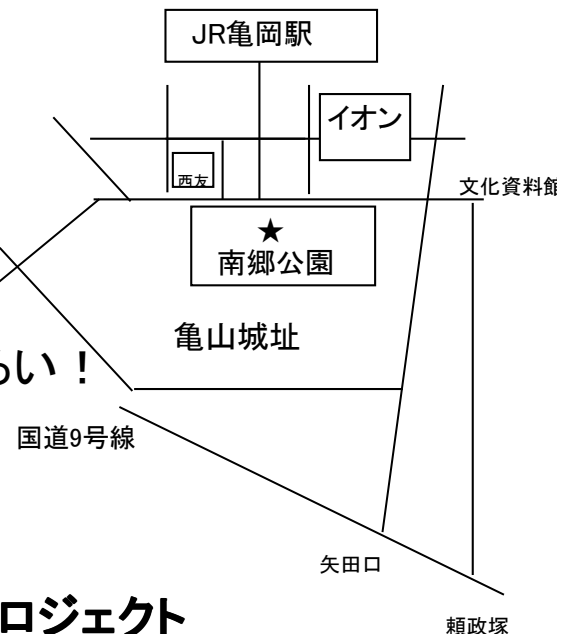 JR亀岡駅
イオン
西友
文化資料館
★
南郷公園
亀山城址
らい！
国道9号線
矢田口
ロジェクト
頼政塚